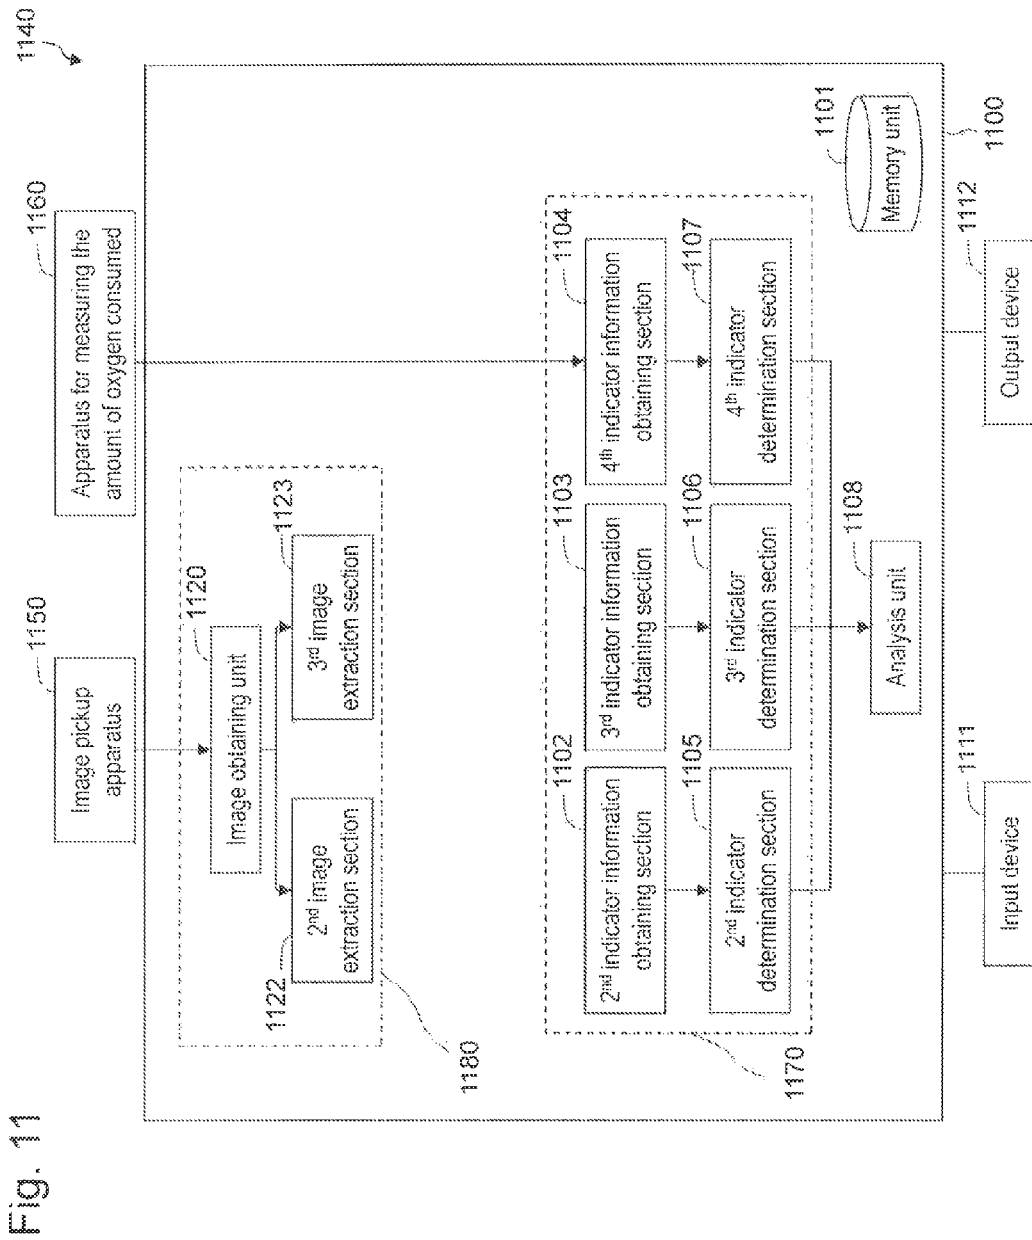 Fig. 11
1140
1150
Image pickup
apparatus
1160
Apparatus for measuring the
amount of oxygen consumed
1120
Image obtaining unit
1122
2nd image
extraction section
1123
3rd image
extraction section
1180
1102
2nd indicator information
obtaining section
1103
3rd indicator information
obtaining section
1104
4th indicator information
obtaining section
1105
2nd indicator
determination section
1106
3rd indicator
determination section
1107
4th indicator
determination section
1170
1108
Analysis unit
1101
Memory unit
1100
1111
Input device
1112
Output device